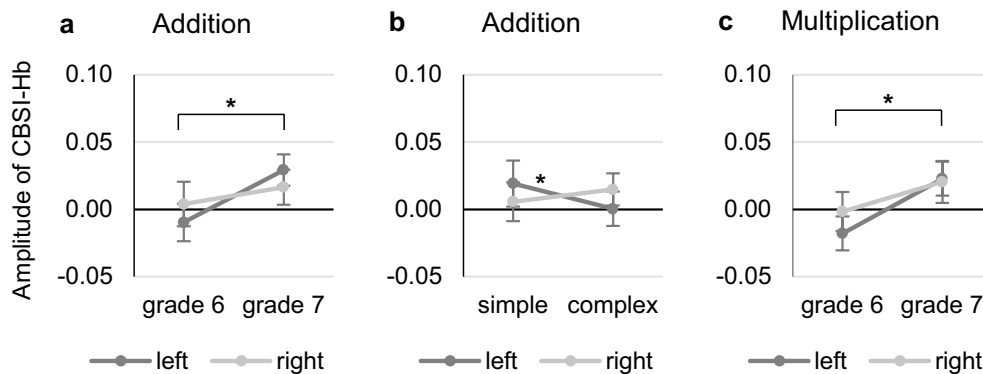 a Addition
b Addition
c Multiplication
Amplitude of CBSI-Hb
0.10
0.05
0.00
-0.05
*
grade 6 grade 7
left right
0.10
0.05
0.00
-0.05
*
simple complex
left right
0.10
0.05
0.00
-0.05
*
grade 6 grade 7
left right